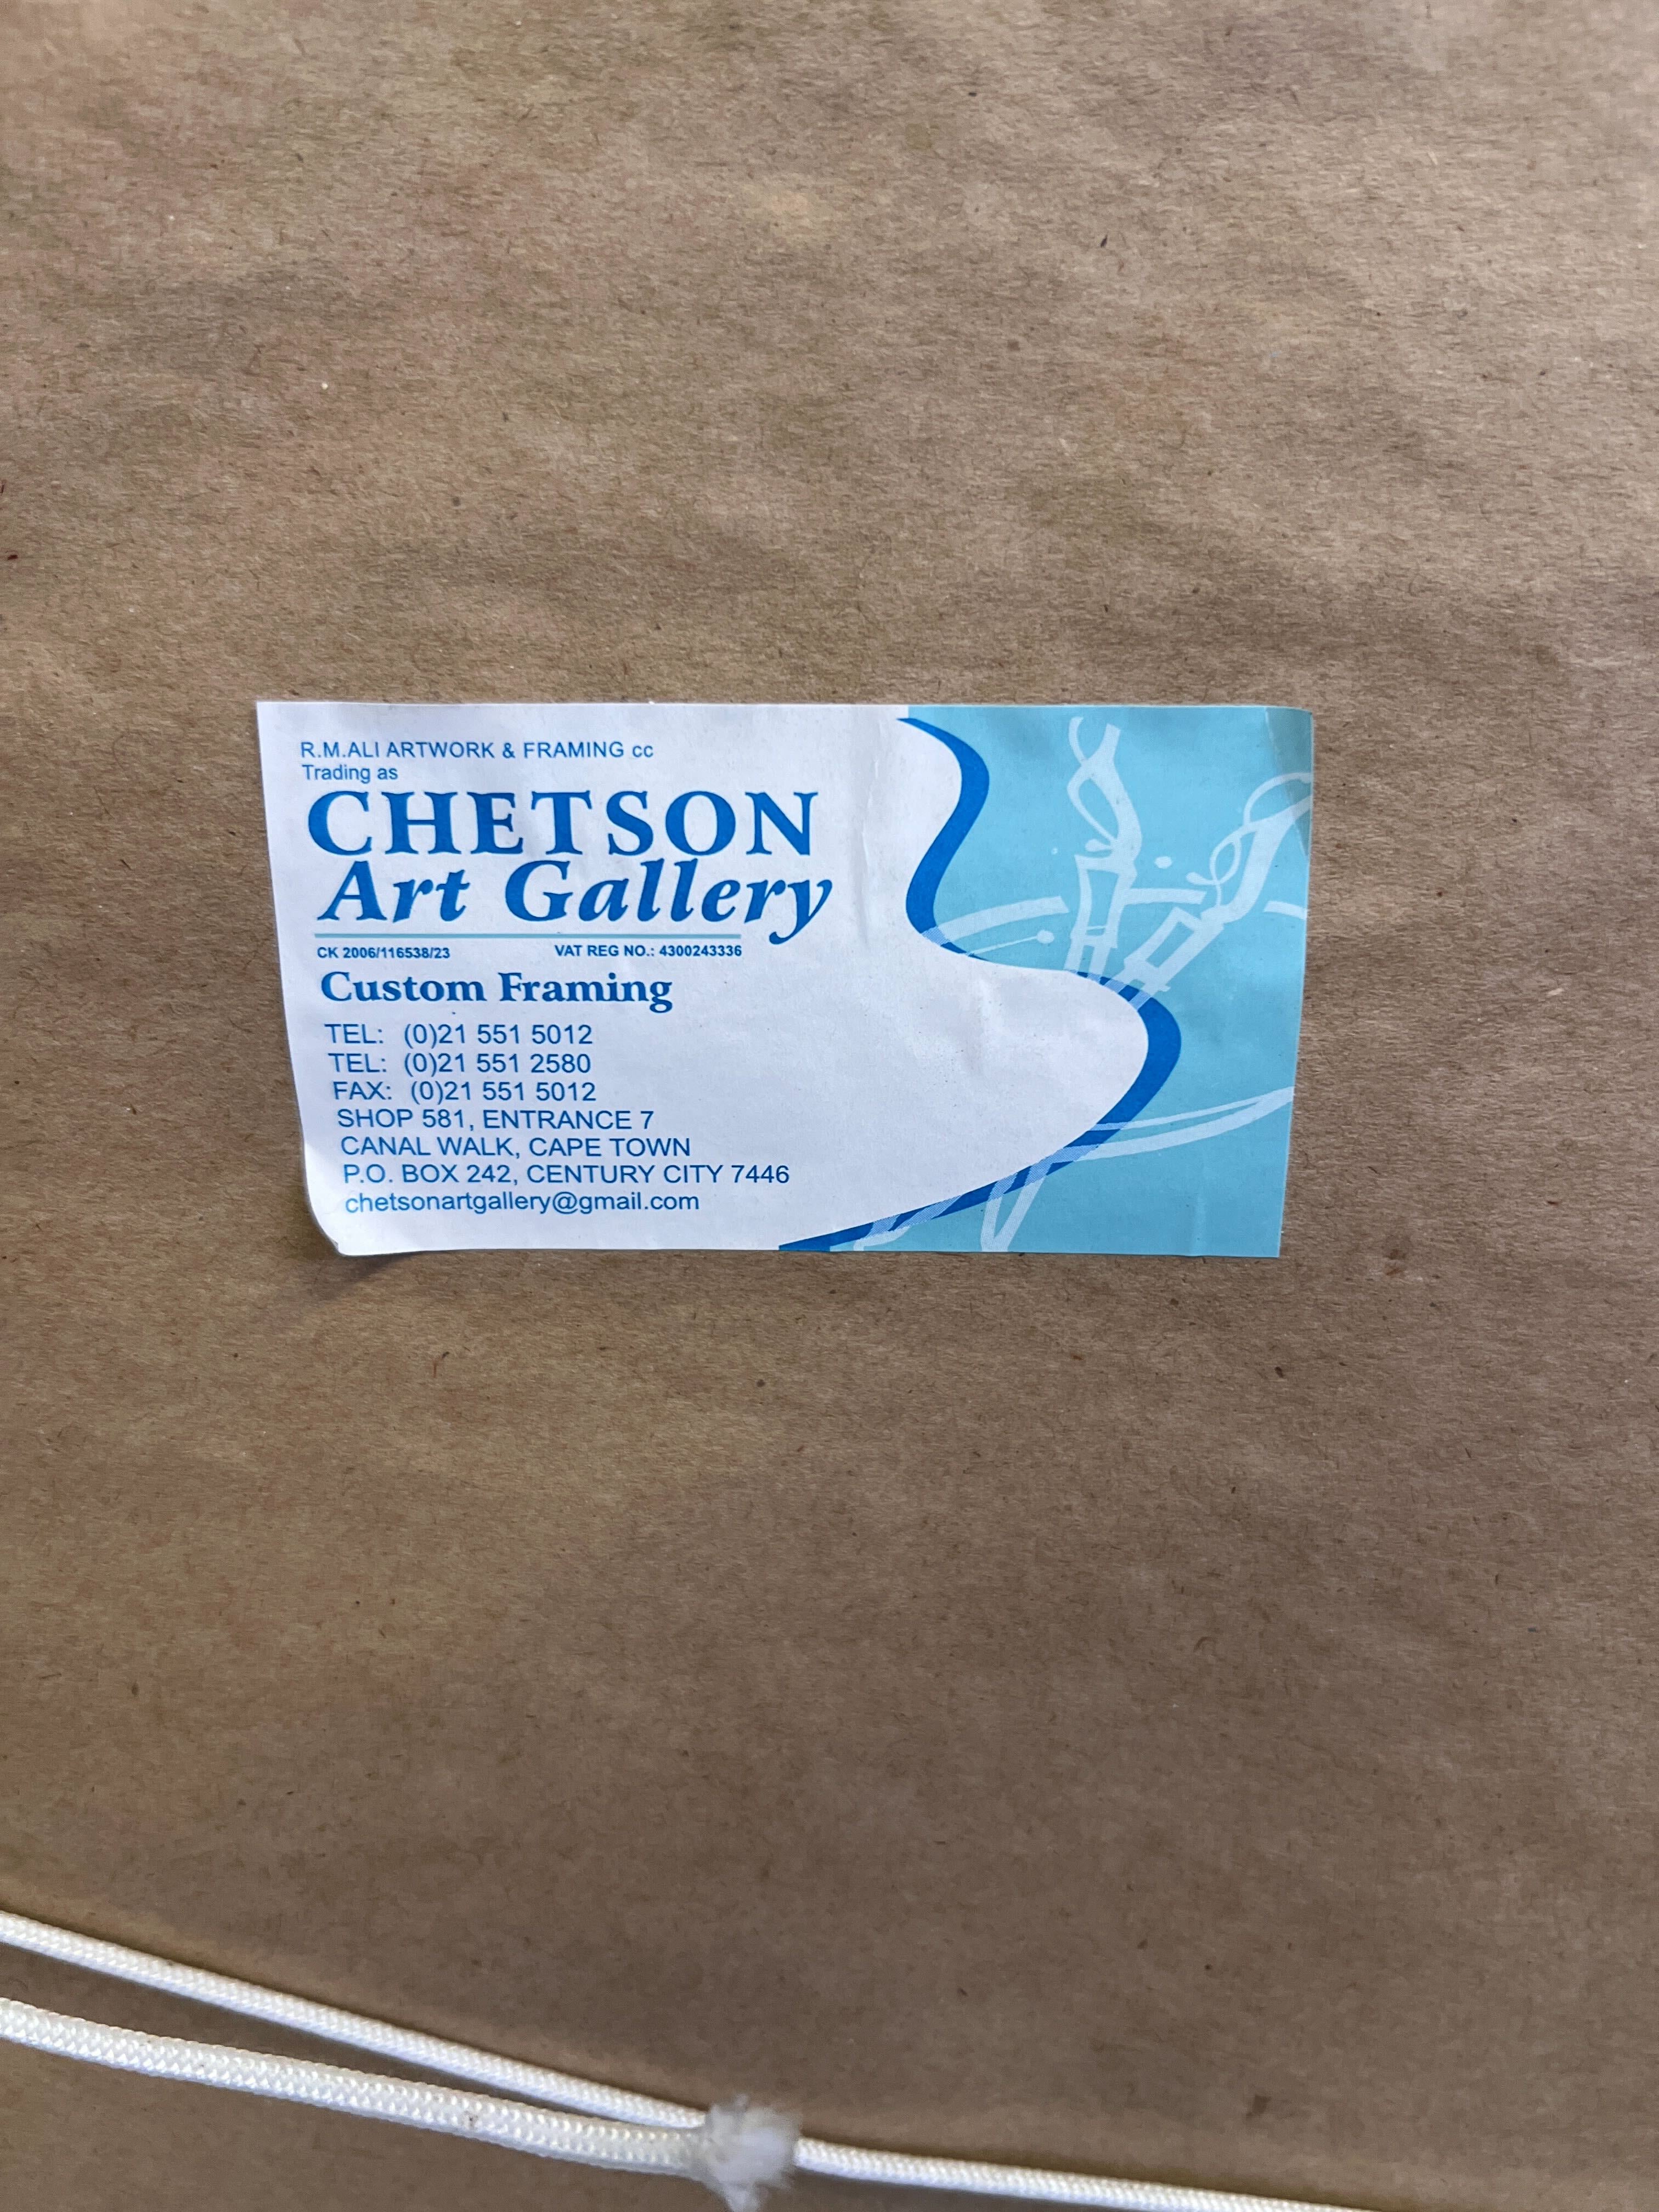 R.M.ALI ARTWORK & FRAMING cc
Trading as
CHETSON
Art Gallery
CK 2006/116538/23 VAT REG NO.: 4300243336
Custom Framing
TEL: (0)21 551 5012
TEL: (0)21 551 2580
FAX: (0)21 551 5012
SHOP 581, ENTRANCE 7
CANAL WALK, CAPE TOWN
P.O. BOX 242, CENTURY CITY 7446
chetsonartgallery@gmail.com